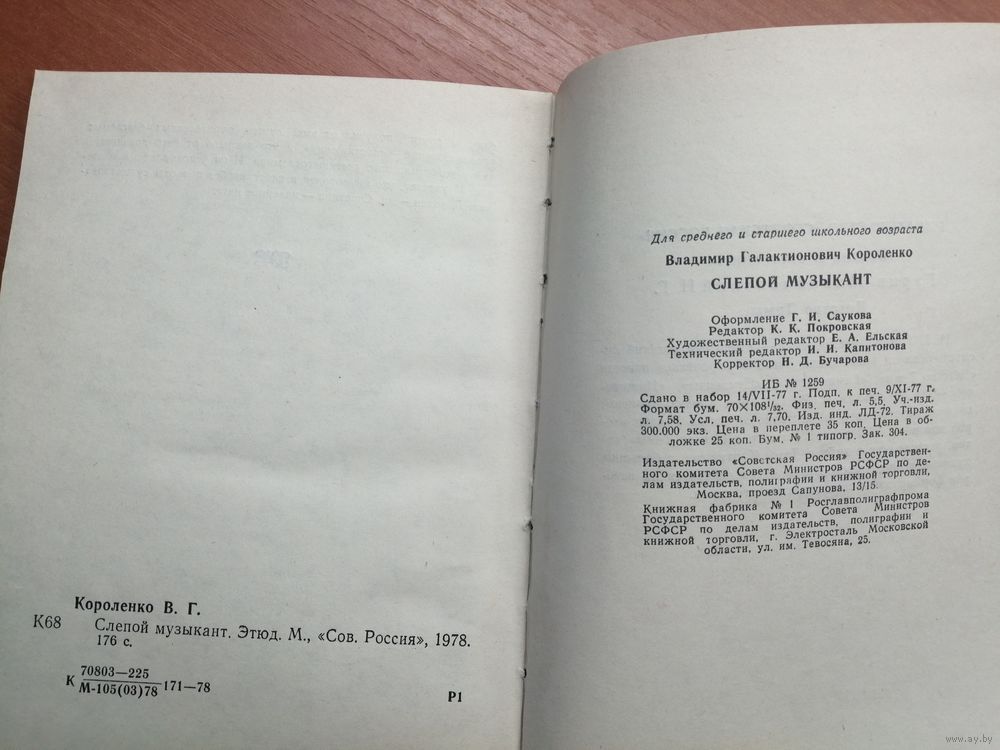 Короленко В. Г.
К68 Слепой музыкант. Этюд. М., «Сов. Россия», 1978.
176 с.
70803—225
К 171—78
М-105(03)78
Р1
Для среднего и старшего школьного возраста
Владимир Галактионович Короленко
СЛЕПОЙ МУЗЫКАНТ
Оформление Г. И. Саукова
Редактор К. К. Покровская
Художественный редактор Е. А. Ельская
Технический редактор И. И. Капитонова
Корректор Н. Д. Бучарова
ИБ № 1259
Сдано в набор 14/VII-77 г. Подп. к печ. 9/XI-77 г.
Формат бум. 70×108¹/₃₂. Физ. печ. л. 5,5. Уч.-изд.
л. 7,58. Усл. печ. л. 7,70. Изд. инд. ЛД-72. Тираж
300.000 экз. Цена в переплете 35 коп. Цена в об-
ложке 25 коп. Бум. № 1 типогр. Зак. 304.
Издательство «Советская Россия» Государствен-
ного комитета Совета Министров РСФСР по де-
лам издательств, полиграфии и книжной торговли,
Москва, проезд Сапунова, 13/15.
Книжная фабрика № 1 Росглавполиграфпрома
Государственного комитета Совета Министров
РСФСР по делам издательств, полиграфии и
книжной торговли, г. Электросталь Московской
области, ул. им. Тевосяна, 25.
www.ay.by